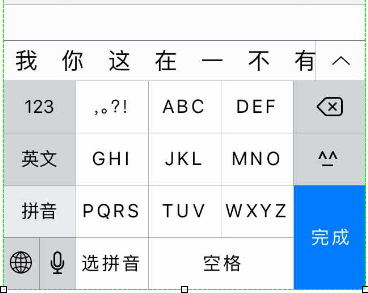 我 你 这 在 一 不 有
123 ,。?! ABC DEF
英文 GHI JKL MNO ^^
拼音 PQRS TUV WXYZ 完成
选拼音 空格